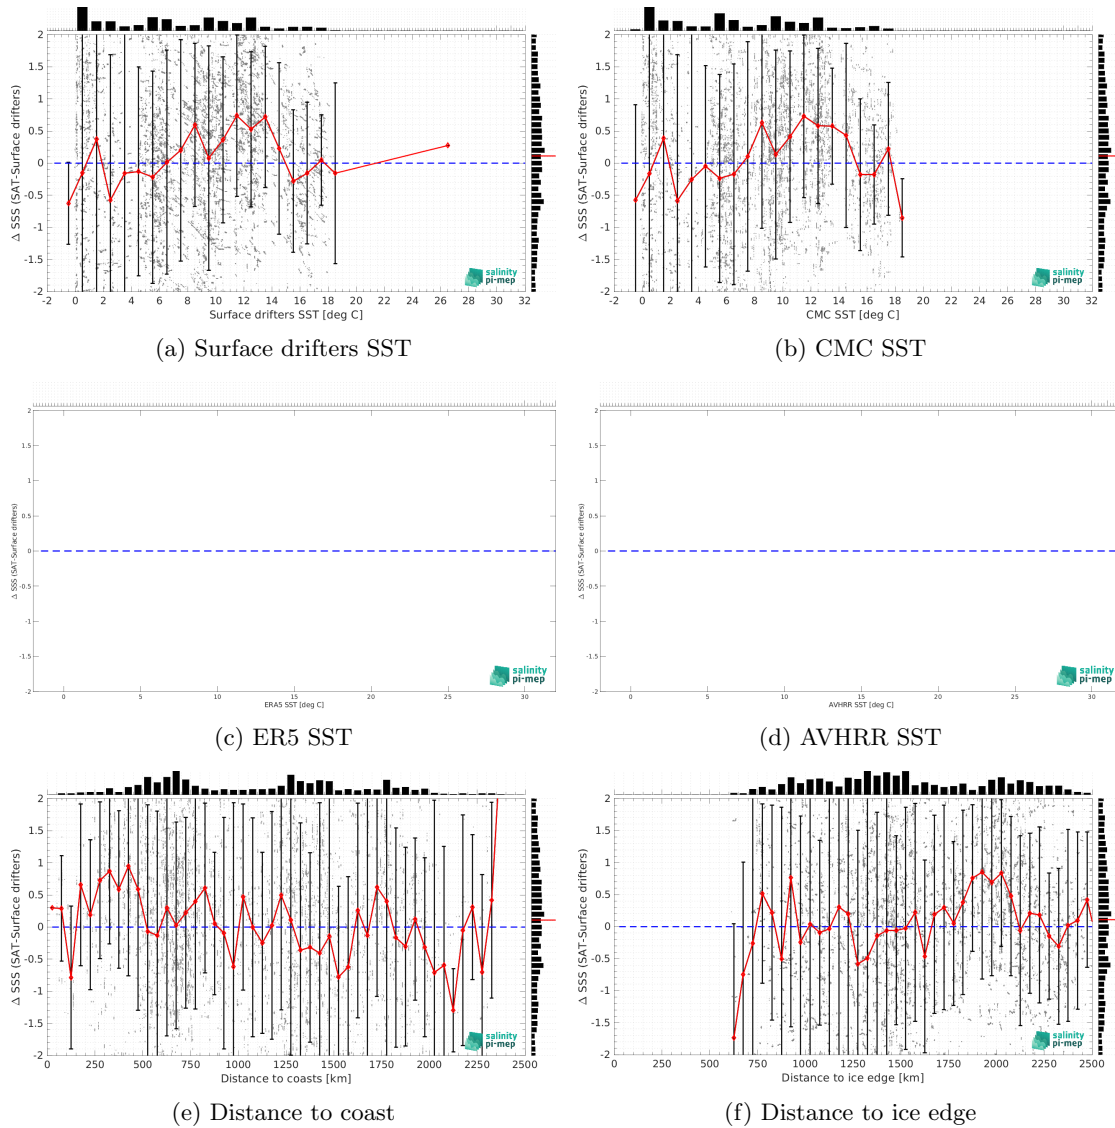 2
1.5
1
0.5
0
-0.5
-1
-1.5
-2
Δ SSS (SAT-Surface drifters)
-2 0 2 4 6 8 10 12 14 16 18 20 22 24 26 28 30 32
Surface drifters SST [deg C]
salinity
pi-mep
(a) Surface drifters SST
2
1.5
1
0.5
0
-0.5
-1
-1.5
-2
Δ SSS (SAT-Surface drifters)
-2 0 2 4 6 8 10 12 14 16 18 20 22 24 26 28 30 32
CMC SST [deg C]
salinity
pi-mep
(b) CMC SST
2
1.5
1
0.5
0
-0.5
-1
-1.5
-2
Δ SSS (SAT-Surface drifters)
0 5 10 15 20 25 30
ERA5 SST [deg C]
salinity
pi-mep
(c) ER5 SST
2
1.5
1
0.5
0
-0.5
-1
-1.5
-2
Δ SSS (SAT-Surface drifters)
0 5 10 15 20 25 30
AVHRR SST [deg C]
salinity
pi-mep
(d) AVHRR SST
2
1.5
1
0.5
0
-0.5
-1
-1.5
-2
Δ SSS (SAT-Surface drifters)
0 250 500 750 1000 1250 1500 1750 2000 2250 2500
Distance to coasts [km]
salinity
pi-mep
(e) Distance to coast
2
1.5
1
0.5
0
-0.5
-1
-1.5
-2
Δ SSS (SAT-Surface drifters)
0 250 500 750 1000 1250 1500 1750 2000 2250 2500
Distance to ice edge [km]
salinity
pi-mep
(f) Distance to ice edge